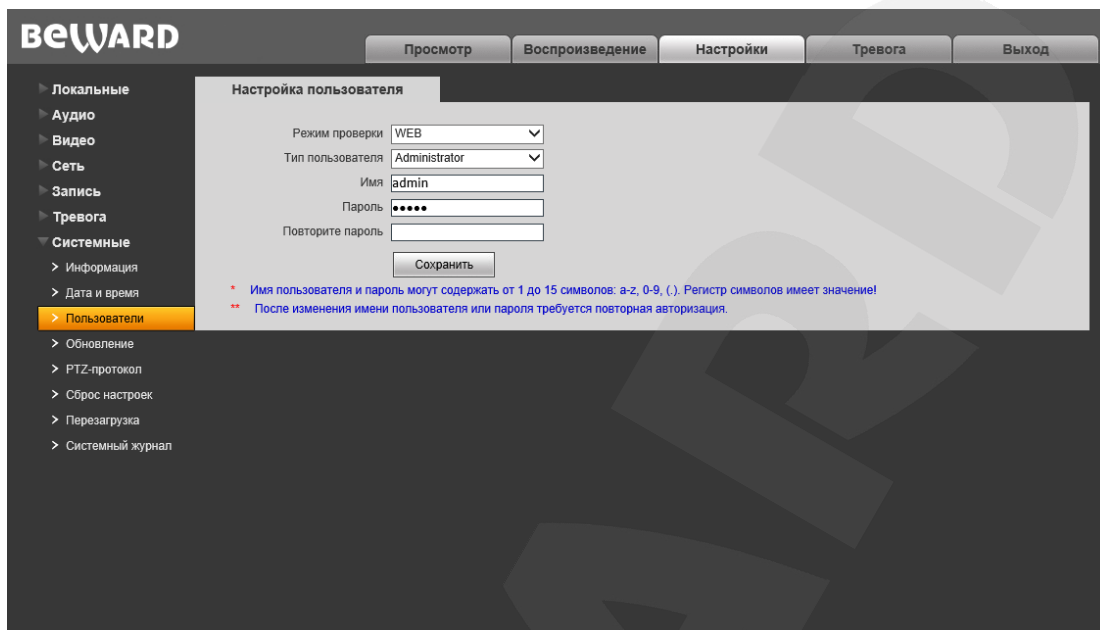 BEWARD
Просмотр Воспроизведение Настройки Тревога Выход
Локальные
Аудио
Видео
Сеть
Запись
Тревога
Системные
Информация
Дата и время
Пользователи
Обновление
PTZ-протокол
Сброс настроек
Перезагрузка
Системный журнал
Настройка пользователя
Режим проверки WEB
Тип пользователя Administrator
Имя admin
Пароль •••••
Повторите пароль
Сохранить
* Имя пользователя и пароль могут содержать от 1 до 15 символов: a-z, 0-9, (.). Регистр символов имеет значение!
** После изменения имени пользователя или пароля требуется повторная авторизация.